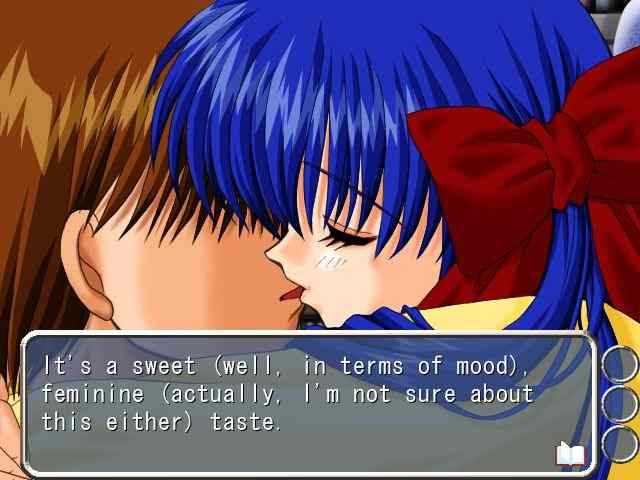 It's a sweet (well, in terms of mood),
feminine (actually, I'm not sure about
this either) taste.